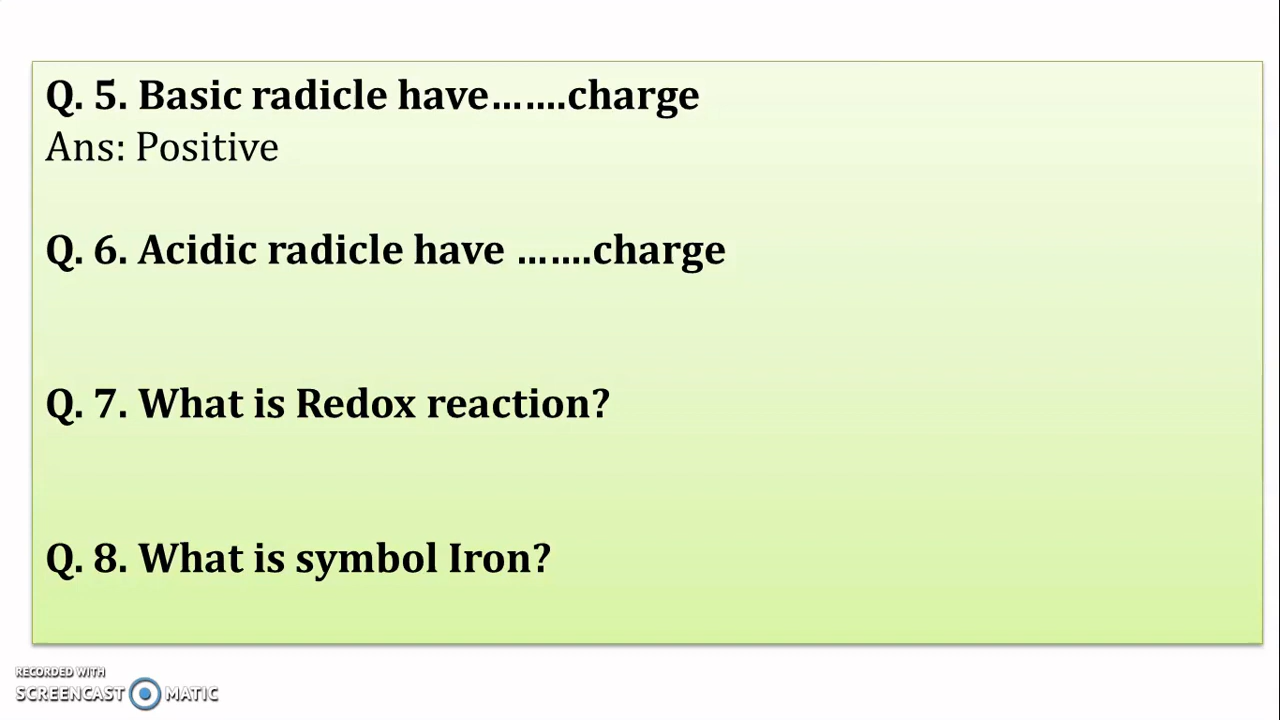 Q. 5. Basic radicle have…….charge
Ans: Positive
Q. 6. Acidic radicle have …….charge
Q. 7. What is Redox reaction?
Q. 8. What is symbol Iron?
RECORDED WITH
SCREENCAST MATIC